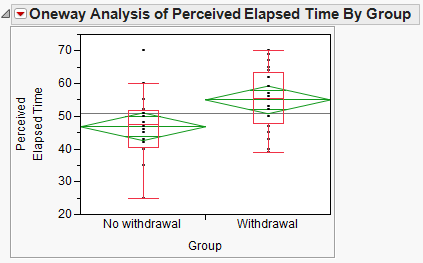 Oneway Analysis of Perceived Elapsed Time By Group
70
60
50
40
30
20
Perceived
Elapsed Time
No withdrawal
Withdrawal
Group